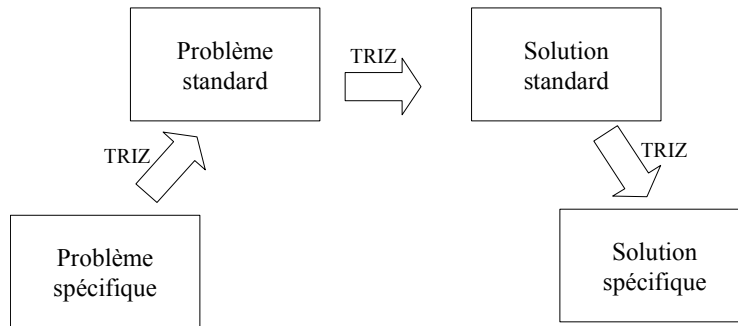 Problème
standard
TRIZ
Solution
standard
TRIZ
TRIZ
Problème
spécifique
Solution
spécifique